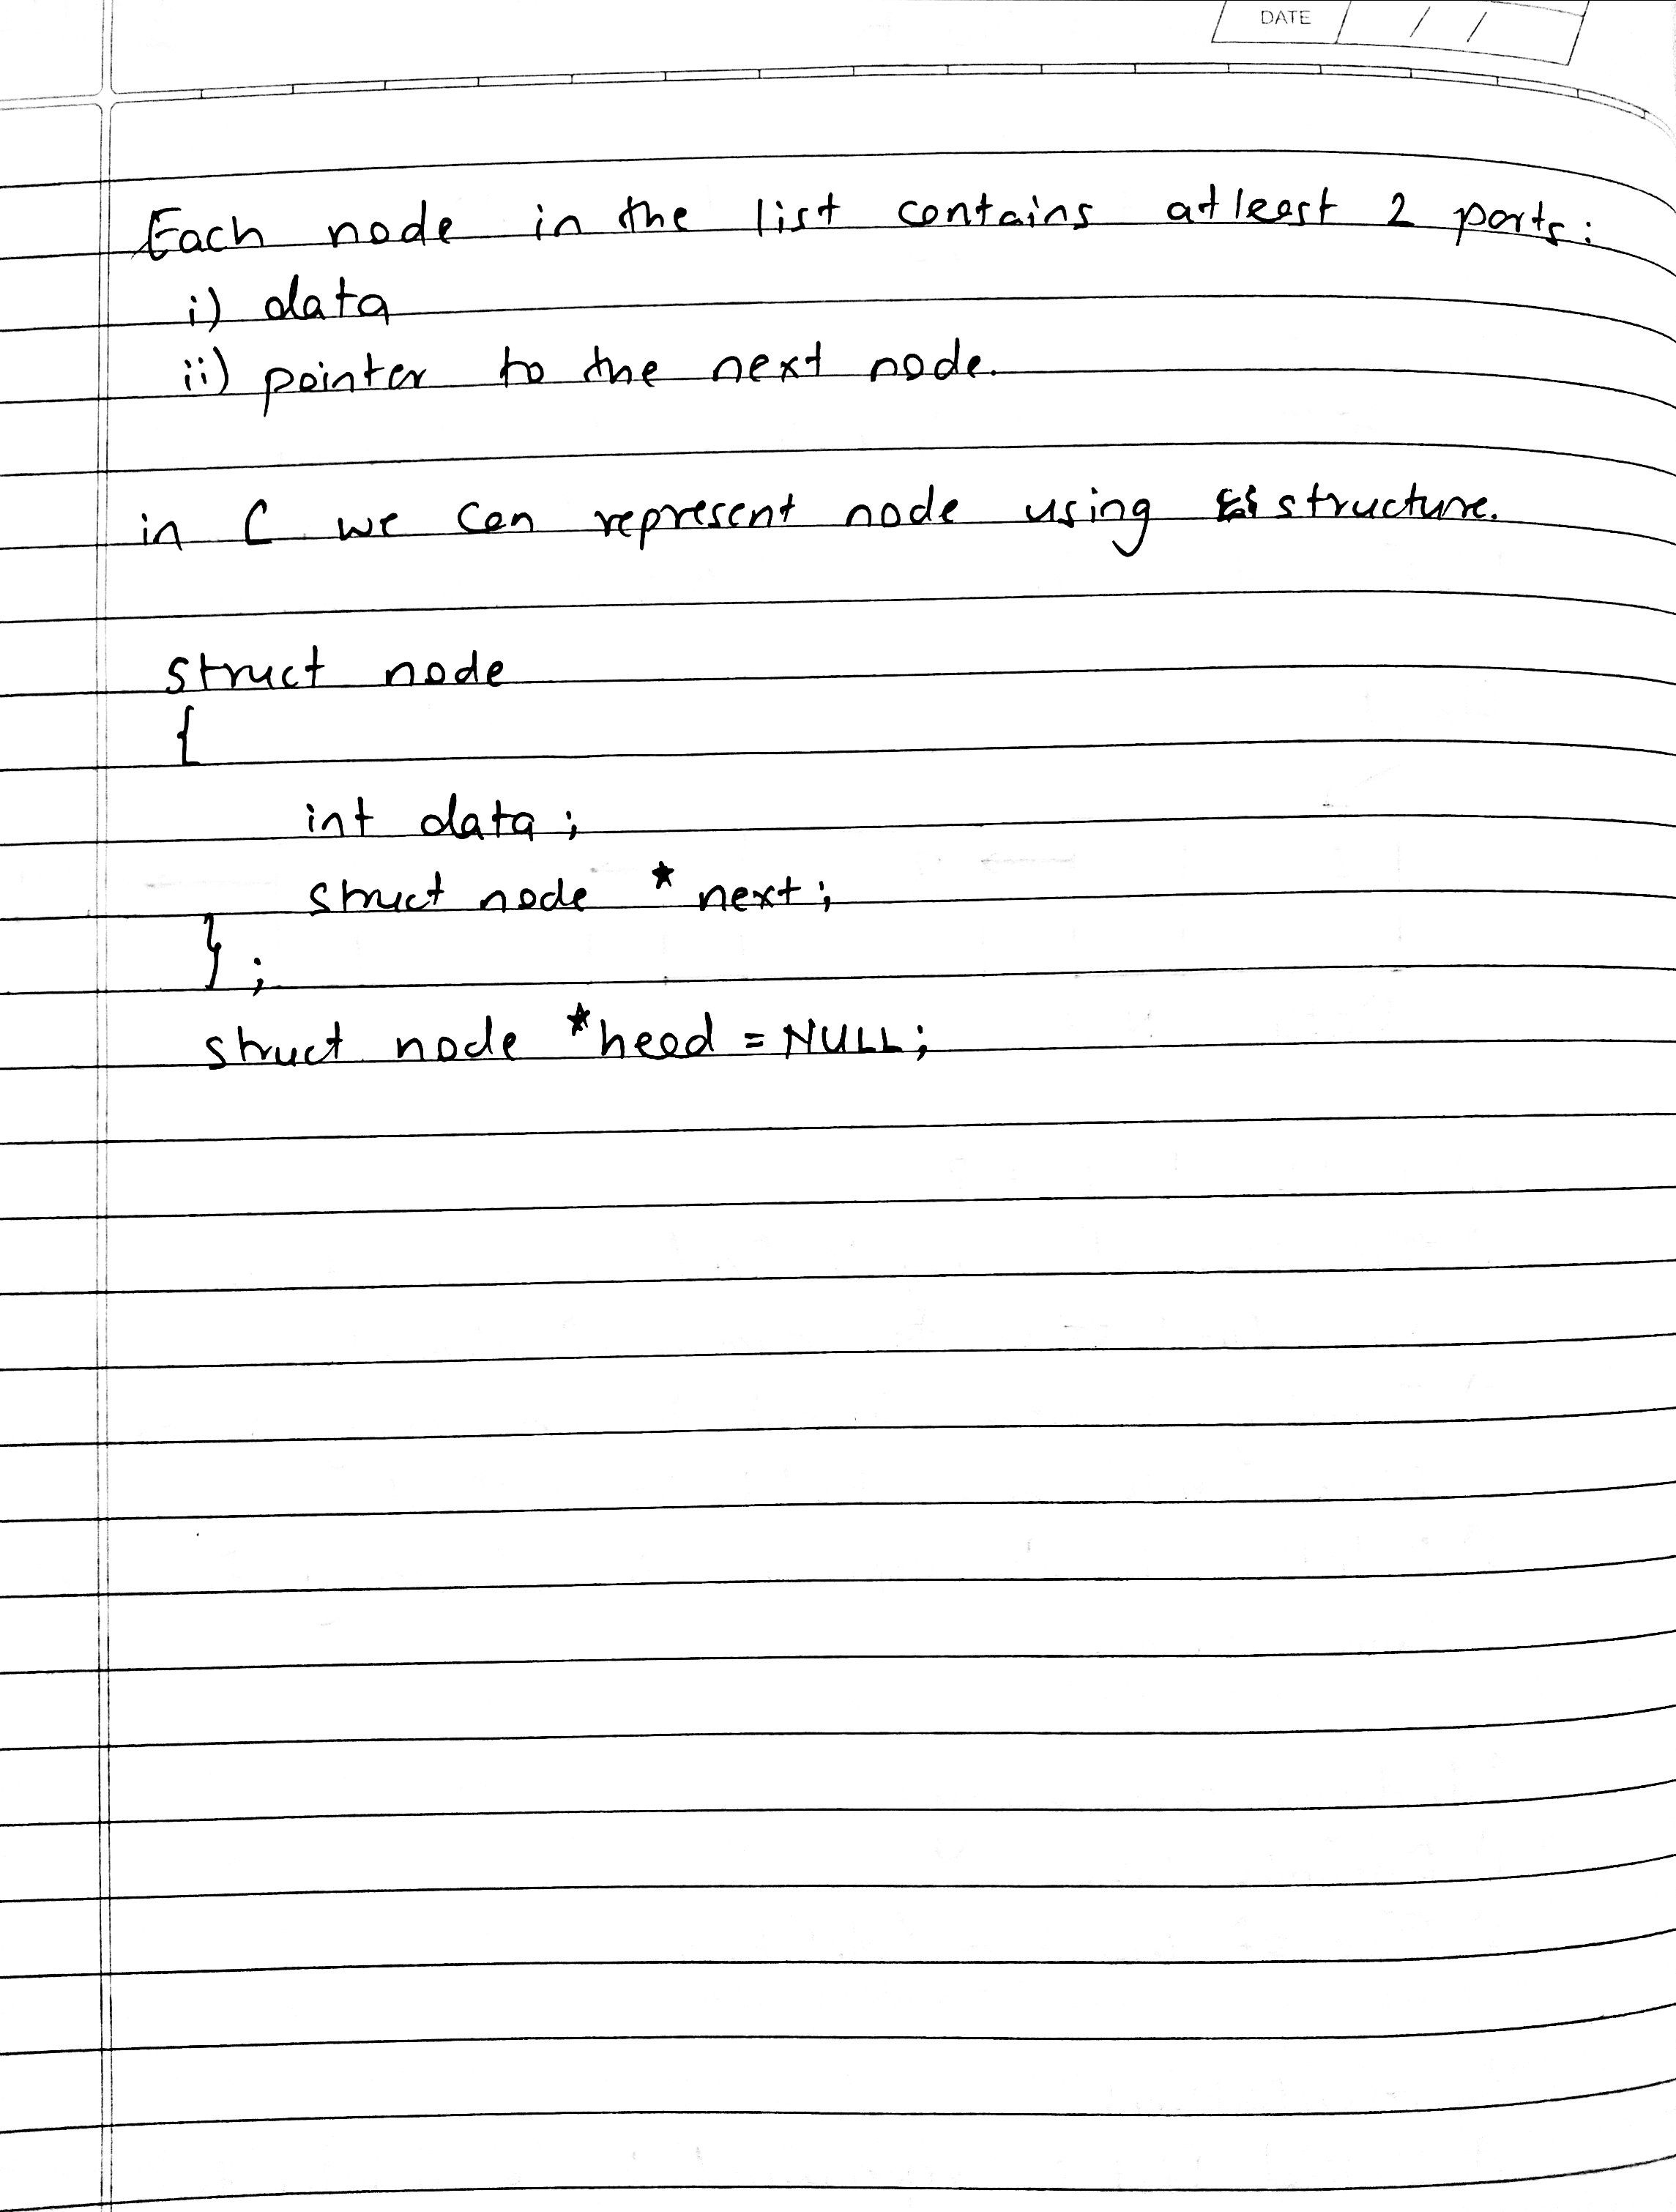 DATE / /
Each node in the list contains atleast 2 parts:
i) data
ii) pointer to the next node.
in C we can represent node using structure.
struct node
{
int data;
struct node * next;
};
struct node *head = NULL;